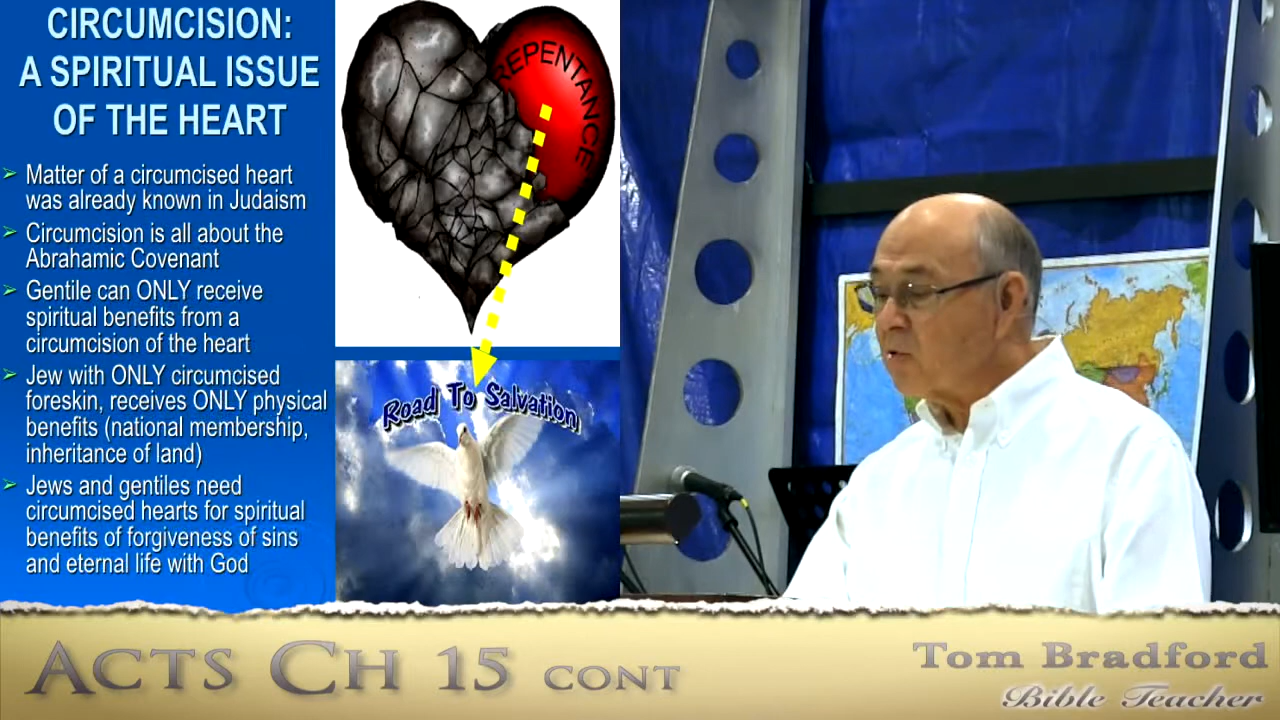 CIRCUMCISION:
A SPIRITUAL ISSUE
OF THE HEART
➢ Matter of a circumcised heart
was already known in Judaism
➢ Circumcision is all about the
Abrahamic Covenant
➢ Gentile can ONLY receive
spiritual benefits from a
circumcision of the heart
➢ Jew with ONLY circumcised
foreskin, receives ONLY physical
benefits (national membership,
inheritance of land)
➢ Jews and gentiles need
circumcised hearts for spiritual
benefits of forgiveness of sins
and eternal life with God
REPENTANCE
Road To Salvation
ACTS CH 15 CONT
Tom Bradford
Bible Teacher